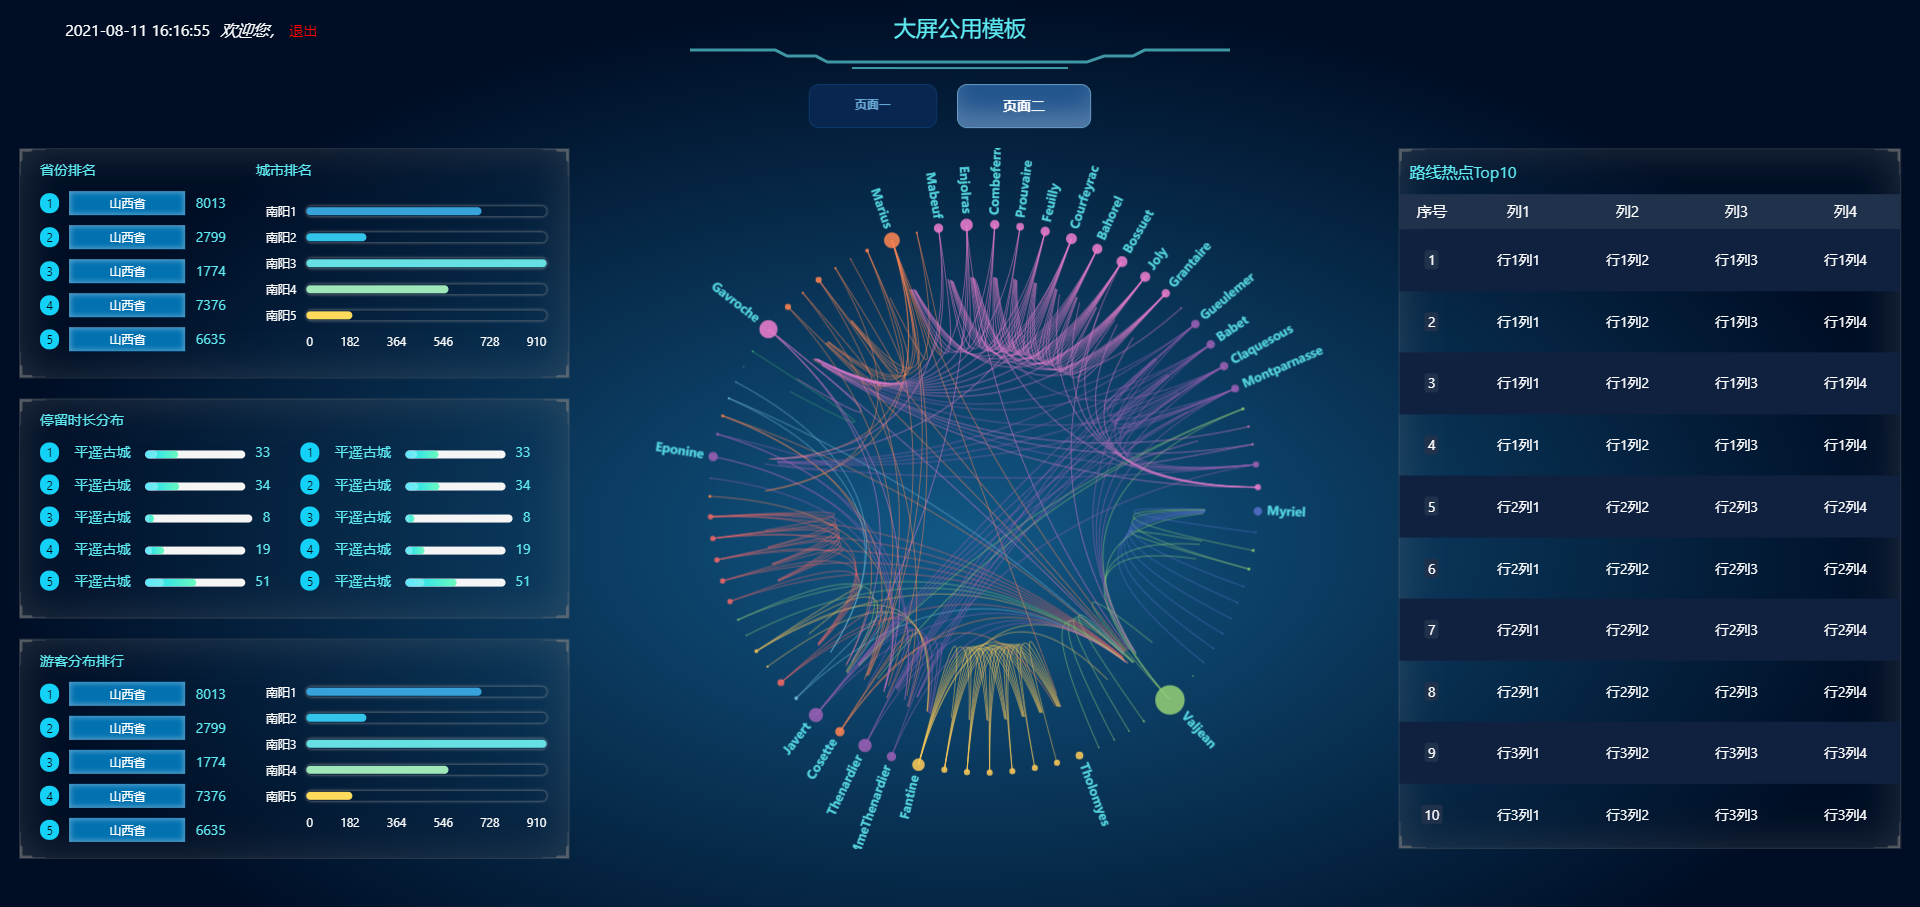 2021-08-11 16:16:55 欢迎您, 退出
大屏公用模板
页面一 页面二
省份排名 城市排名
1 山西省 8013
2 山西省 2799
3 山西省 1774
4 山西省 7376
5 山西省 6635
南阳1
南阳2
南阳3
南阳4
南阳5
0 182 364 546 728 910
停留时长分布
1 平遥古城 33 1 平遥古城 33
2 平遥古城 34 2 平遥古城 34
3 平遥古城 8 3 平遥古城 8
4 平遥古城 19 4 平遥古城 19
5 平遥古城 51 5 平遥古城 51
游客分布排行
1 山西省 8013
2 山西省 2799
3 山西省 1774
4 山西省 7376
5 山西省 6635
南阳1
南阳2
南阳3
南阳4
南阳5
0 182 364 546 728 910
Gavroche
Marius
Mabeuf
Enjolras
Combeferre
Prouvaire
Feuilly
Courfeyrac
Bahorel
Bossuet
Joly
Grantaire
Gueulemer
Babet
Claquesous
Montparnasse
Myriel
Valjean
Tholomyes
Fantine
MmeThenardier
Thenardier
Cosette
Javert
Eponine
路线热点Top10
序号 列1 列2 列3 列4
1 行1列1 行1列2 行1列3 行1列4
2 行1列1 行1列2 行1列3 行1列4
3 行1列1 行1列2 行1列3 行1列4
4 行1列1 行1列2 行1列3 行1列4
5 行2列1 行2列2 行2列3 行2列4
6 行2列1 行2列2 行2列3 行2列4
7 行2列1 行2列2 行2列3 行2列4
8 行2列1 行2列2 行2列3 行2列4
9 行3列1 行3列2 行3列3 行3列4
10 行3列1 行3列2 行3列3 行3列4